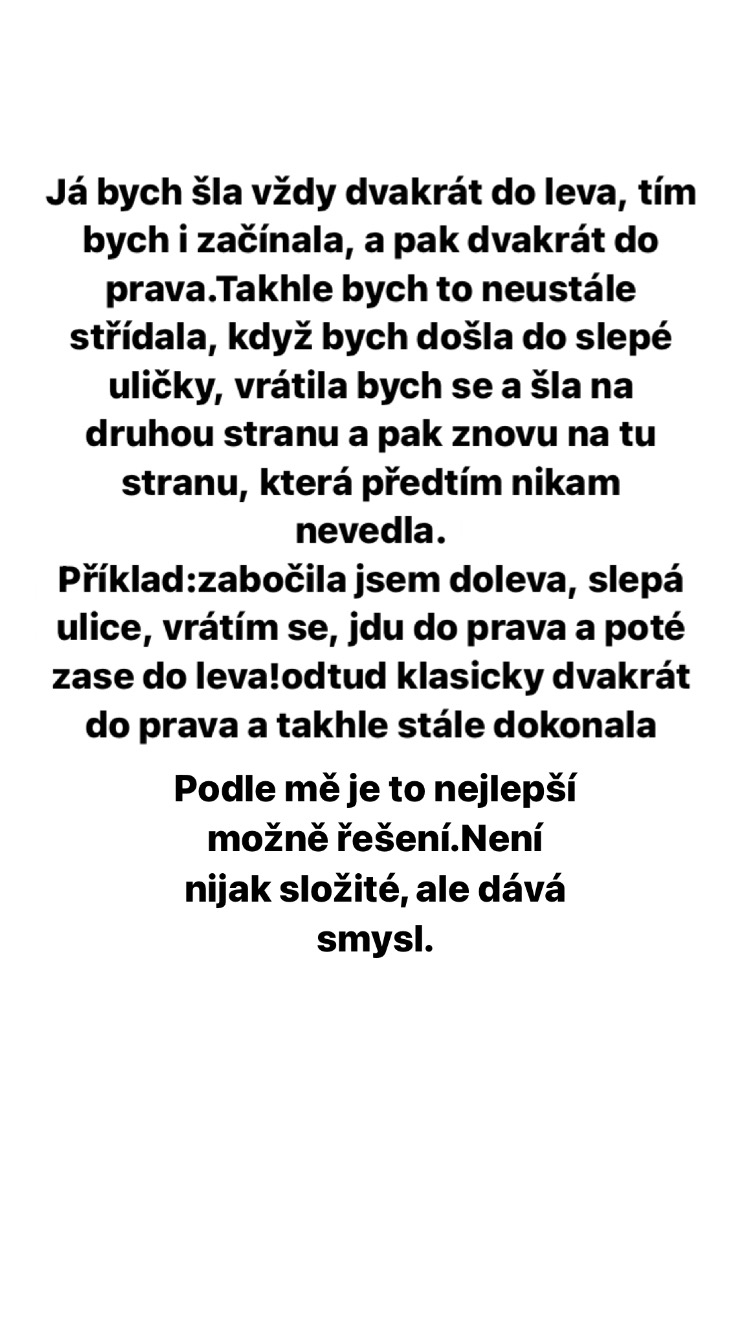 Já bych šla vždy dvakrát do leva, tím
bych i začínala, a pak dvakrát do
prava.Takhle bych to neustále
střídala, když bych došla do slepé
uličky, vrátila bych se a šla na
druhou stranu a pak znovu na tu
stranu, která předtím nikam
nevedla.
Příklad:zabočila jsem doleva, slepá
ulice, vrátím se, jdu do prava a poté
zase do leva!odtud klasicky dvakrát
do prava a takhle stále dokonala
Podle mě je to nejlepší
možně řešení.Není
nijak složité, ale dává
smysl.